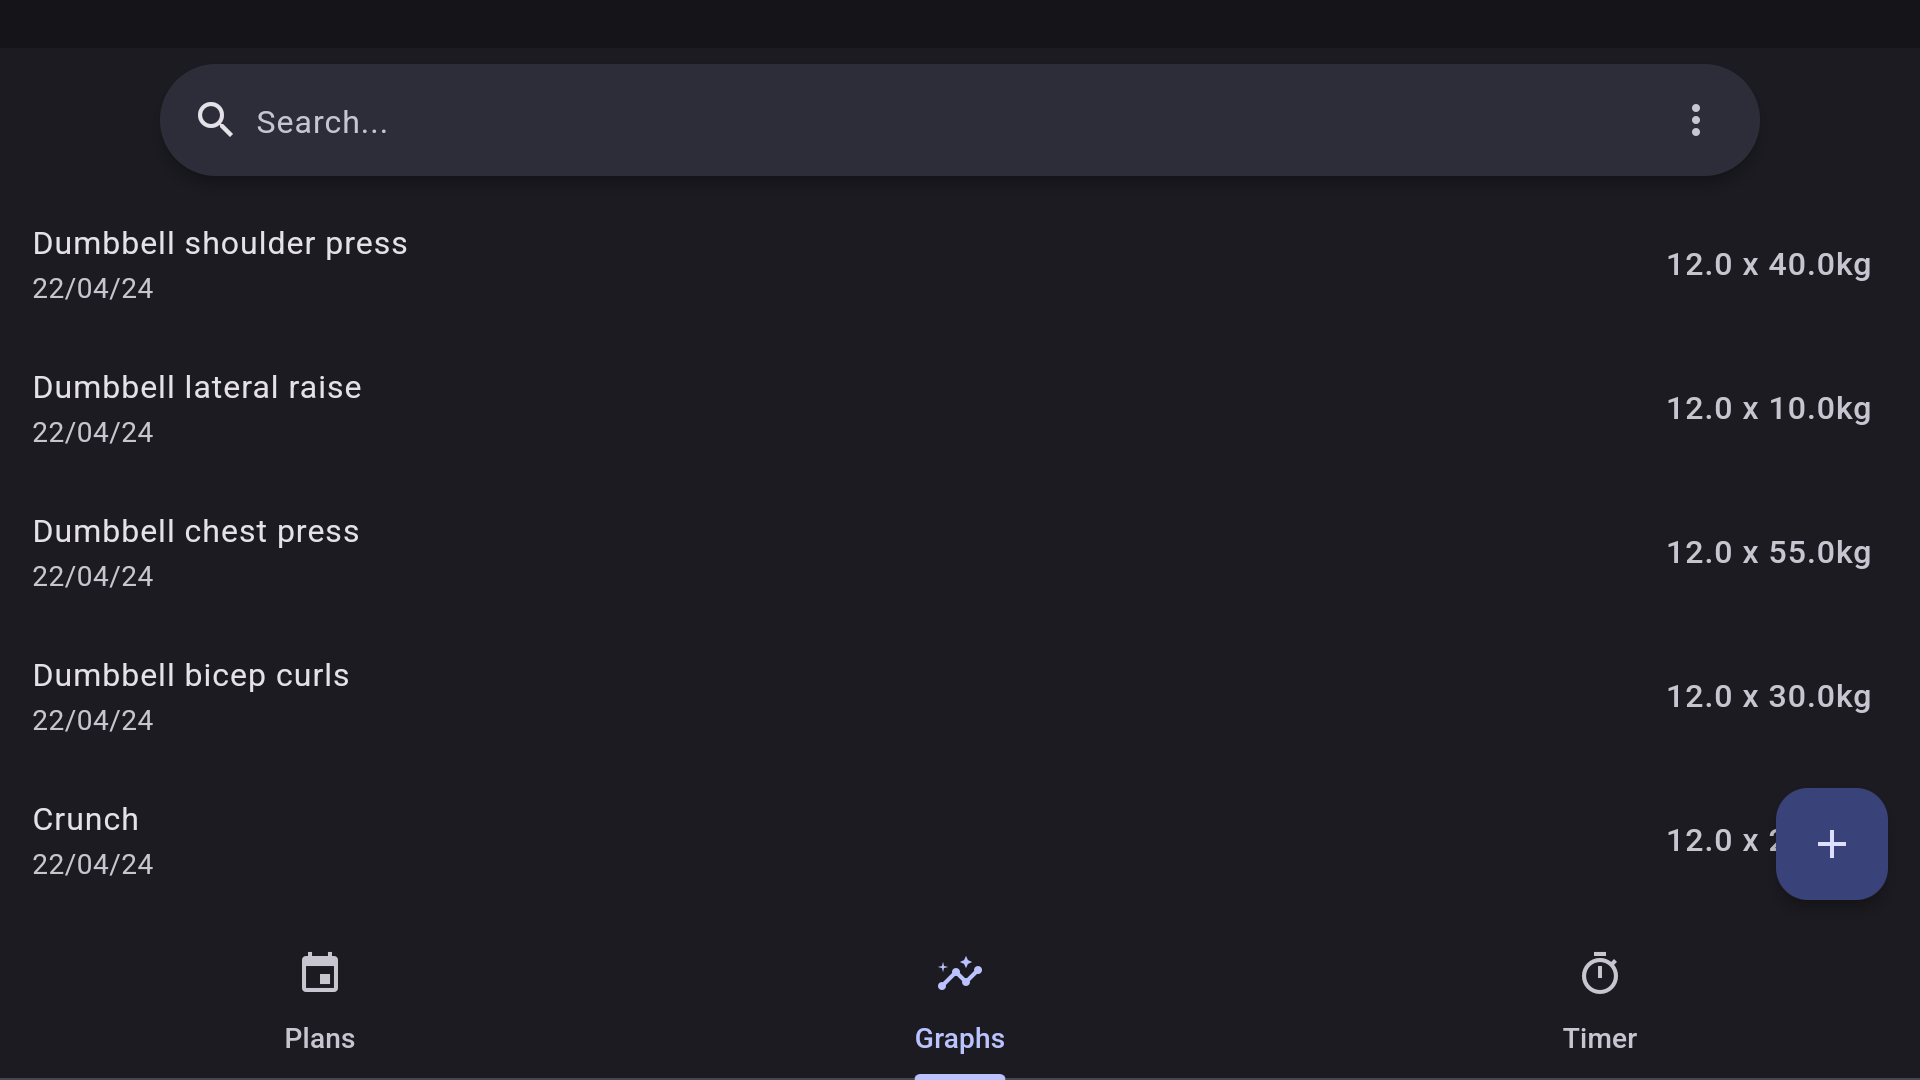 Search...
Dumbbell shoulder press
22/04/24
12.0 x 40.0kg
Dumbbell lateral raise
22/04/24
12.0 x 10.0kg
Dumbbell chest press
22/04/24
12.0 x 55.0kg
Dumbbell bicep curls
22/04/24
12.0 x 30.0kg
Crunch
22/04/24
12.0 x
Plans
Graphs
Timer